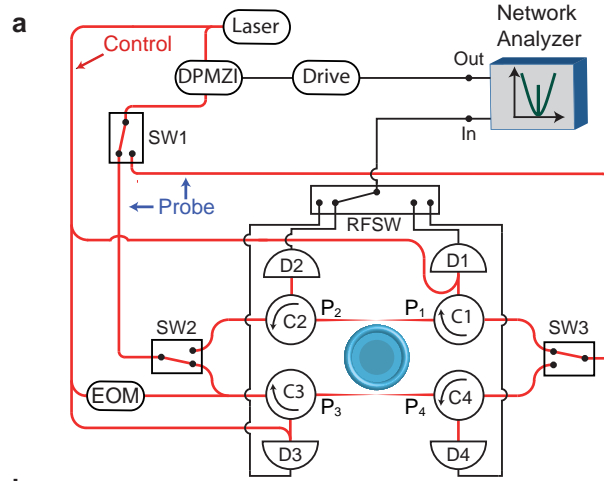 a
Network
Analyzer
Laser
Control
DPMZI
Drive
Out
In
SW1
Probe
RFSW
D2
D1
P2
P1
C2
C1
SW2
SW3
EOM
C3
C4
P3
P4
D3
D4